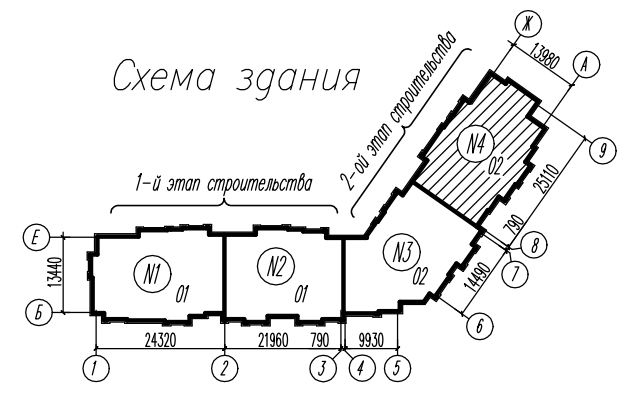 Схема здания
Ж
13980
А
2-ой этап строительства
1-й этап строительства
N4
02
9
25110
Е
13440
N1
01
N2
01
N3
02
790
8
7
14490
Б
6
24320
21960
790
9930
1
2
3
4
5